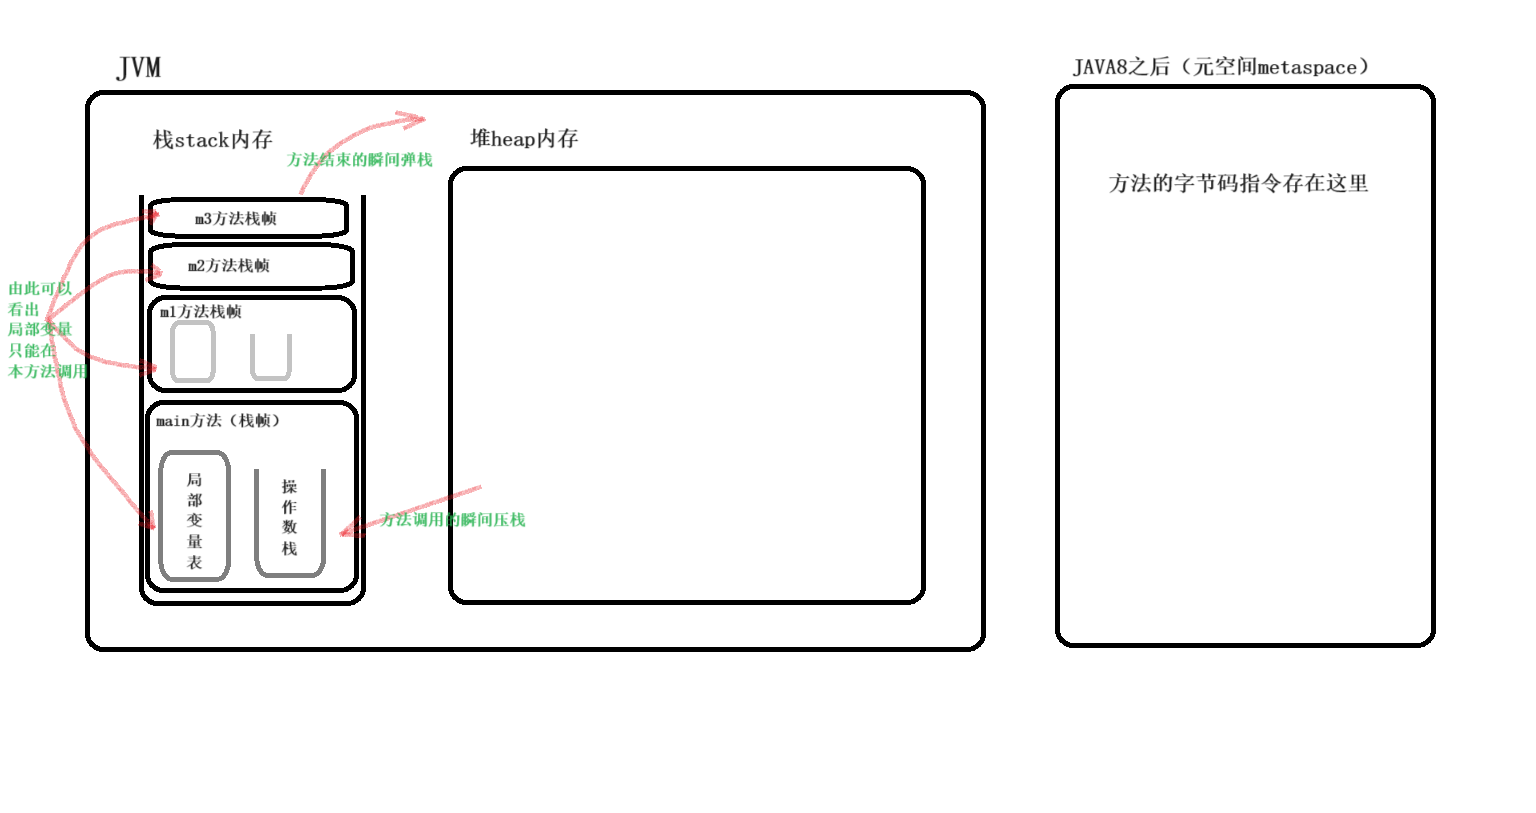 JVM
JAVA8之后（元空间metaspace）
栈stack内存
堆heap内存
方法结束的瞬间弹栈
方法的字节码指令存在这里
m3方法栈帧
m2方法栈帧
由此可以
看出
局部变量
只能在
本方法调用
m1方法栈帧
main方法（栈帧）
局
部
变
量
表
操
作
数
栈
方法调用的瞬间压栈